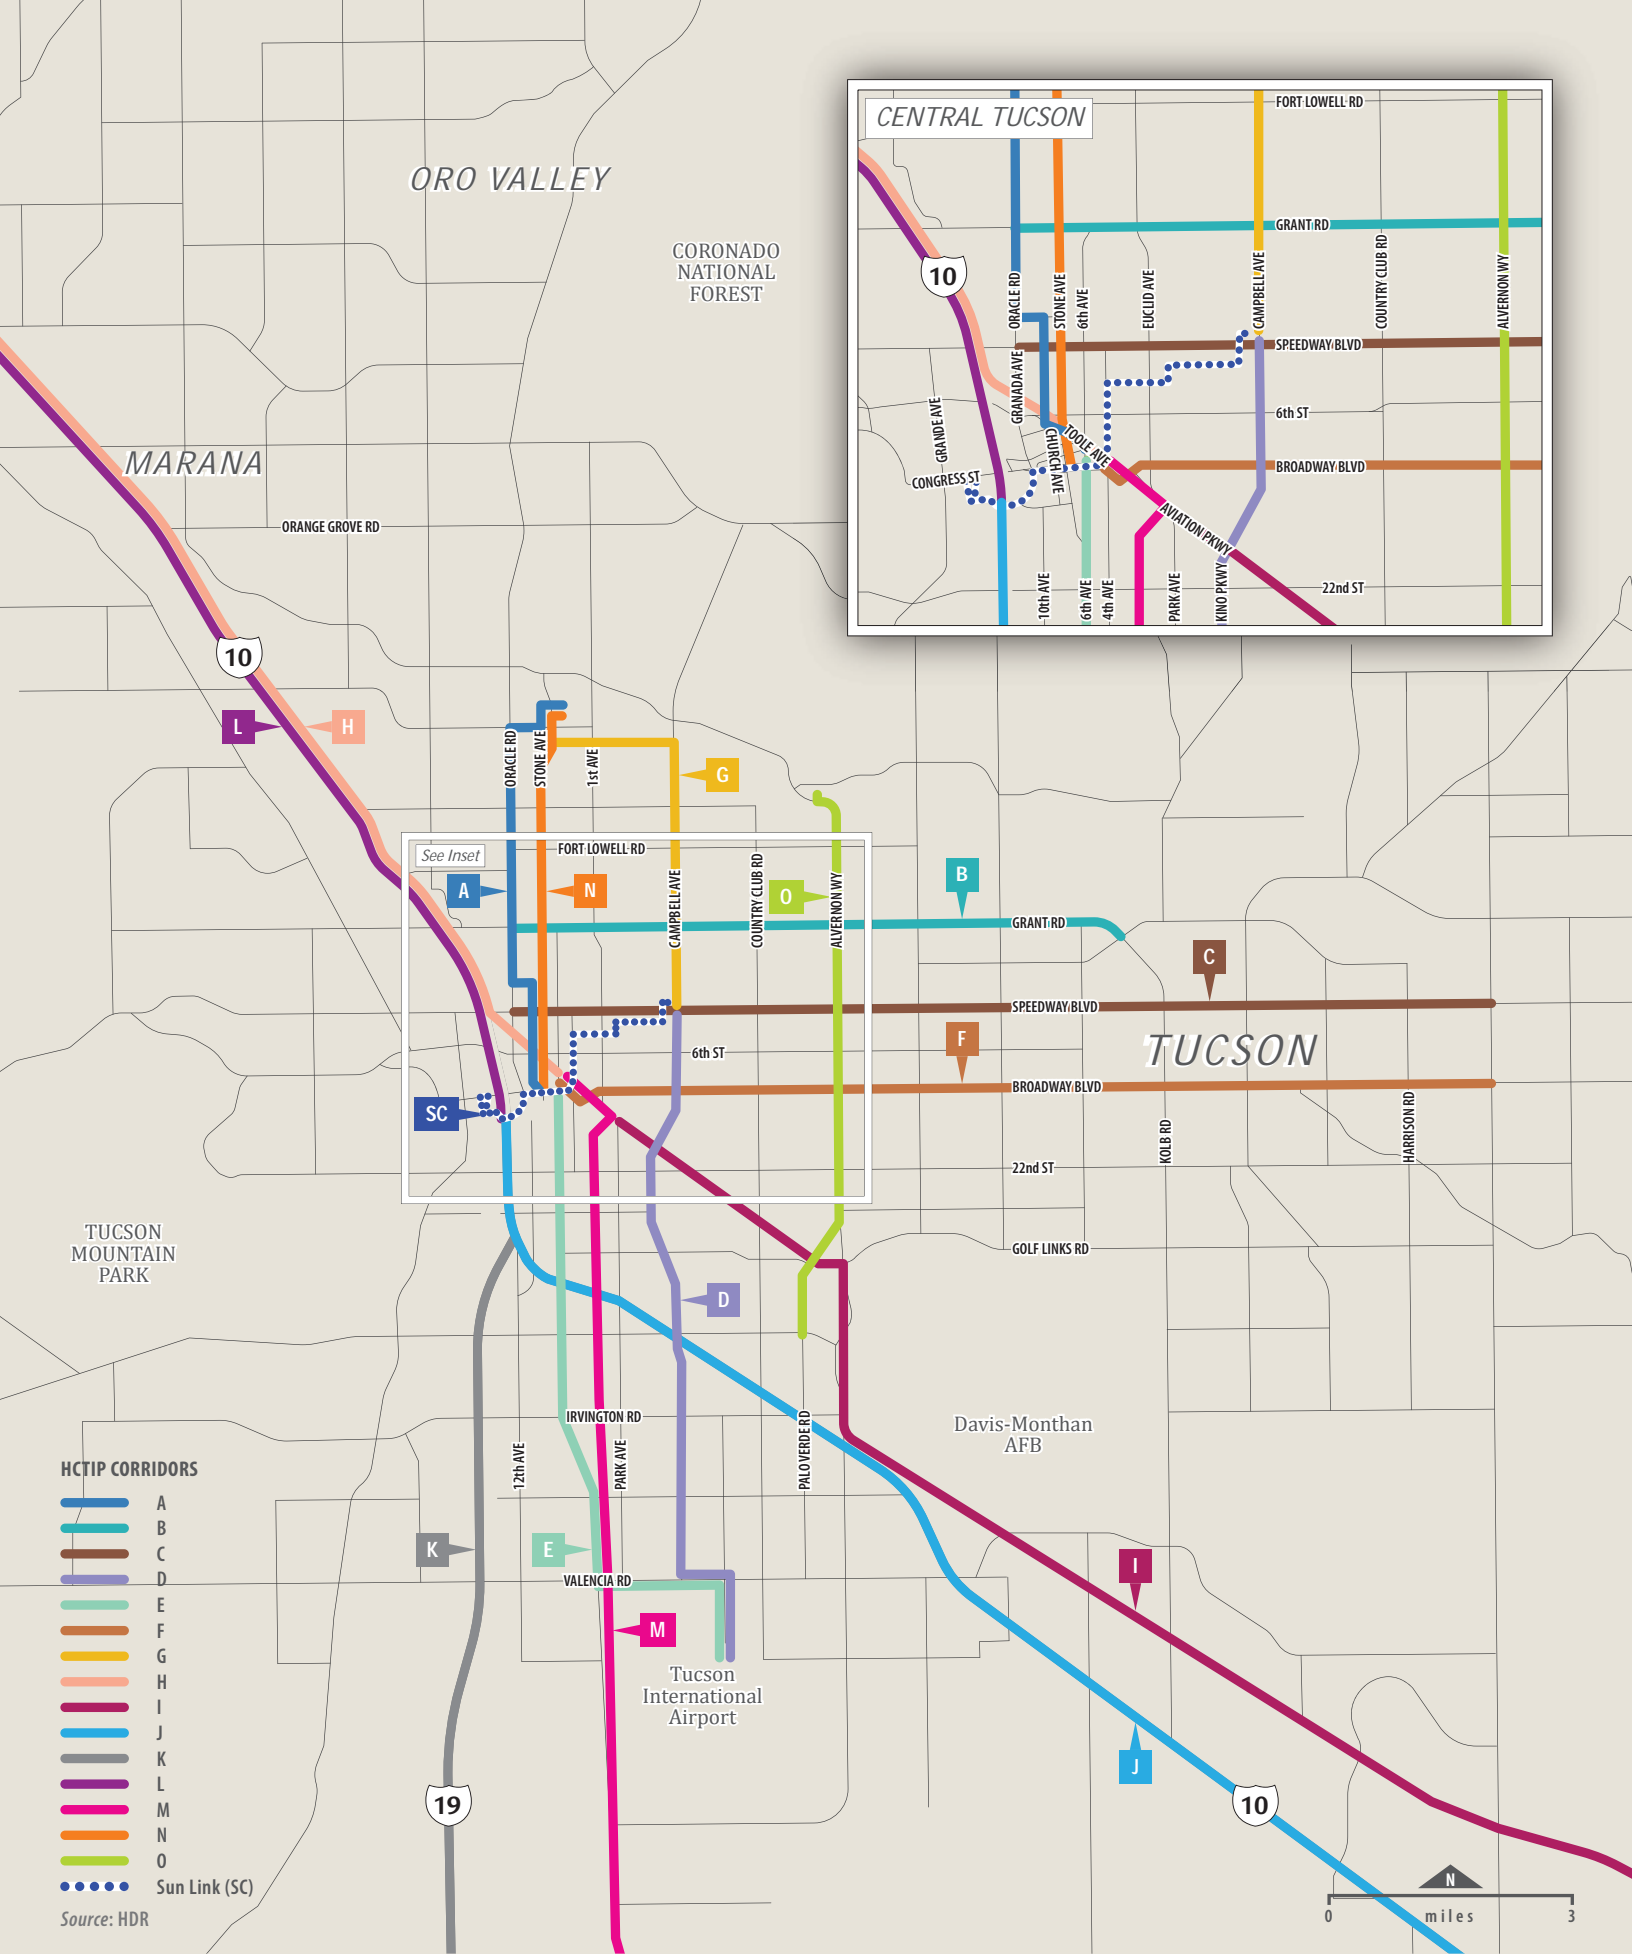 ORO VALLEY
CORONADO
NATIONAL
FOREST
MARANA
ORANGE GROVE RD
10
L
H
CENTRAL TUCSON
FORT LOWELL RD
GRANT RD
10
ORACLE RD
STONE AVE
6th AVE
EUCLID AVE
CAMPBELL AVE
COUNTRY CLUB RD
ALVERNON WY
SPEEDWAY BLVD
GRANADA AVE
GRANDE AVE
6th ST
CHURCH AVE
TOOLE AVE
CONGRESS ST
BROADWAY BLVD
AVIATION PKWY
10th AVE
6th AVE
4th AVE
PARK AVE
KINO PKWY
22nd ST
ORACLE RD
STONE AVE
1st AVE
G
See Inset
FORT LOWELL RD
A
N
CAMPBELL AVE
COUNTRY CLUB RD
O
ALVERNON WY
B
GRANT RD
C
SPEEDWAY BLVD
TUCSON
F
6th ST
BROADWAY BLVD
SC
KOLB RD
HARRISON RD
22nd ST
TUCSON
MOUNTAIN
PARK
GOLF LINKS RD
D
IRVINGTON RD
12th AVE
PARK AVE
PALO VERDE RD
Davis-Monthan
AFB
K
E
VALENCIA RD
M
I
Tucson
International
Airport
J
19
10
HCTIP CORRIDORS
A
B
C
D
E
F
G
H
I
J
K
L
M
N
O
Sun Link (SC)
Source: HDR
N
0 miles 3